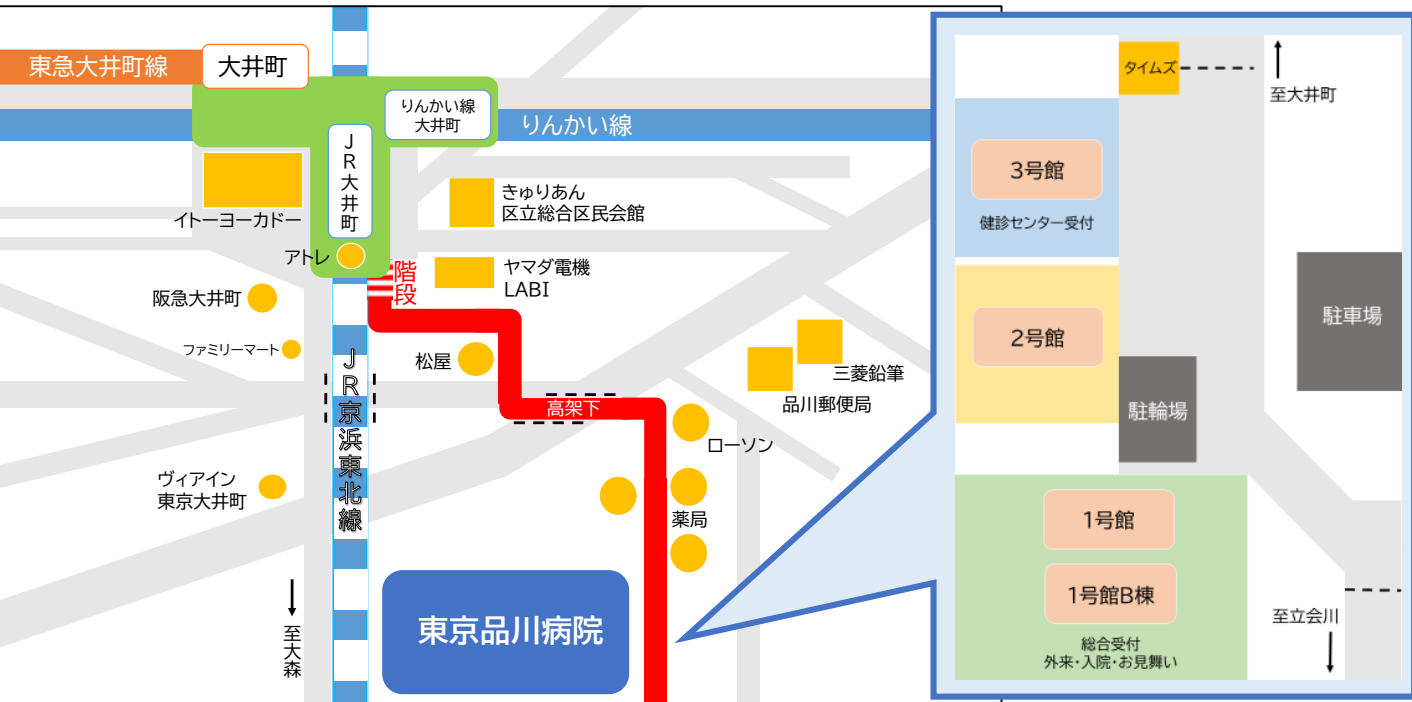 東急大井町線
大井町
りんかい線
大井町
りんかい線
JR大井町
イトーヨーカドー
きゅりあん
区立総合区民会館
アトレ
階段
ヤマダ電機
LABI
阪急大井町
ファミリーマート
松屋
三菱鉛筆
品川郵便局
JR京浜東北線
高架下
ローソン
ヴィアイン
東京大井町
薬局
至大森
東京品川病院
タイムズ
至大井町
3号館
健診センター受付
2号館
駐車場
駐輪場
1号館
1号館B棟
総合受付
外来・入院・お見舞い
至立会川